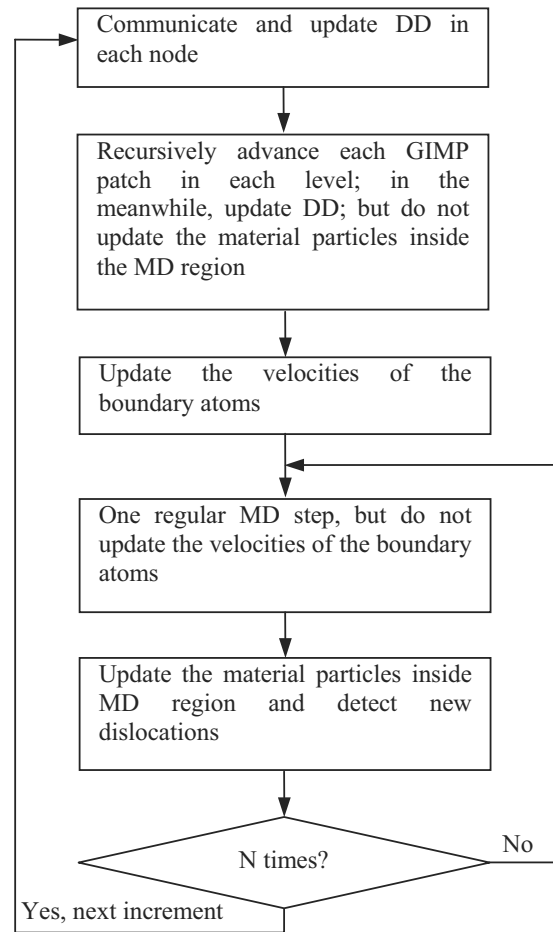 Communicate and update DD in
each node
Recursively advance each GIMP
patch in each level; in the
meanwhile, update DD; but do not
update the material particles inside
the MD region
Update the velocities of the
boundary atoms
One regular MD step, but do not
update the velocities of the boundary
atoms
Update the material particles inside
MD region and detect new
dislocations
N times?
No
Yes, next increment